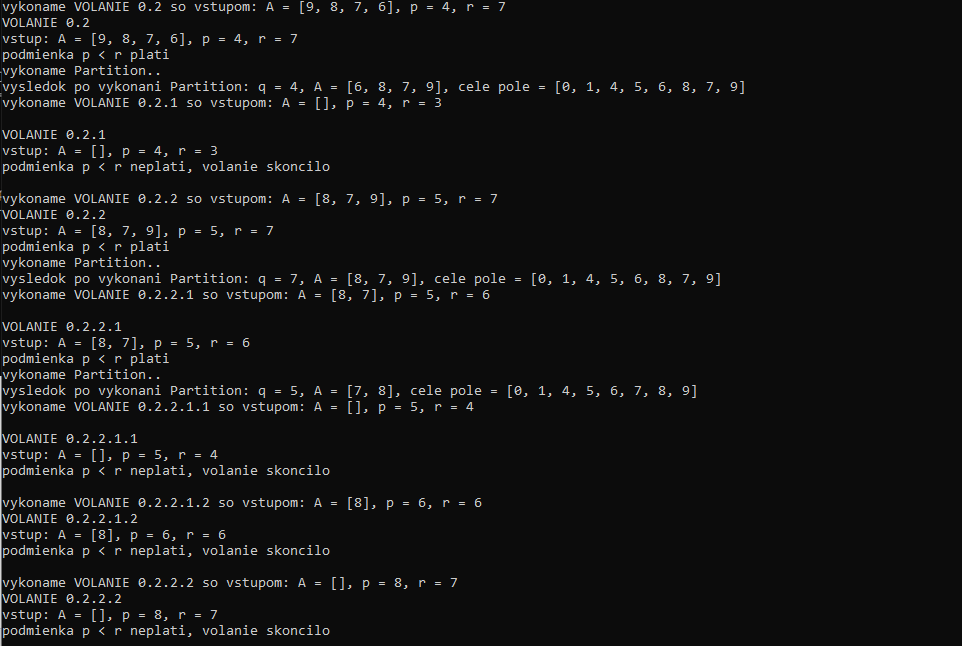 vykoname VOLANIE 0.2 so vstupom: A = [9, 8, 7, 6], p = 4, r = 7
VOLANIE 0.2
vstup: A = [9, 8, 7, 6], p = 4, r = 7
podmienka p < r plati
vykoname Partition..
vysledok po vykonani Partition: q = 4, A = [6, 8, 7, 9], cele pole = [0, 1, 4, 5, 6, 8, 7, 9]
vykoname VOLANIE 0.2.1 so vstupom: A = [], p = 4, r = 3
VOLANIE 0.2.1
vstup: A = [], p = 4, r = 3
podmienka p < r neplati, volanie skoncilo
vykoname VOLANIE 0.2.2 so vstupom: A = [8, 7, 9], p = 5, r = 7
VOLANIE 0.2.2
vstup: A = [8, 7, 9], p = 5, r = 7
podmienka p < r plati
vykoname Partition..
vysledok po vykonani Partition: q = 7, A = [8, 7, 9], cele pole = [0, 1, 4, 5, 6, 8, 7, 9]
vykoname VOLANIE 0.2.2.1 so vstupom: A = [8, 7], p = 5, r = 6
VOLANIE 0.2.2.1
vstup: A = [8, 7], p = 5, r = 6
podmienka p < r plati
vykoname Partition..
vysledok po vykonani Partition: q = 5, A = [7, 8], cele pole = [0, 1, 4, 5, 6, 7, 8, 9]
vykoname VOLANIE 0.2.2.1.1 so vstupom: A = [], p = 5, r = 4
VOLANIE 0.2.2.1.1
vstup: A = [], p = 5, r = 4
podmienka p < r neplati, volanie skoncilo
vykoname VOLANIE 0.2.2.1.2 so vstupom: A = [8], p = 6, r = 6
VOLANIE 0.2.2.1.2
vstup: A = [8], p = 6, r = 6
podmienka p < r neplati, volanie skoncilo
vykoname VOLANIE 0.2.2.2 so vstupom: A = [], p = 8, r = 7
VOLANIE 0.2.2.2
vstup: A = [], p = 8, r = 7
podmienka p < r neplati, volanie skoncilo